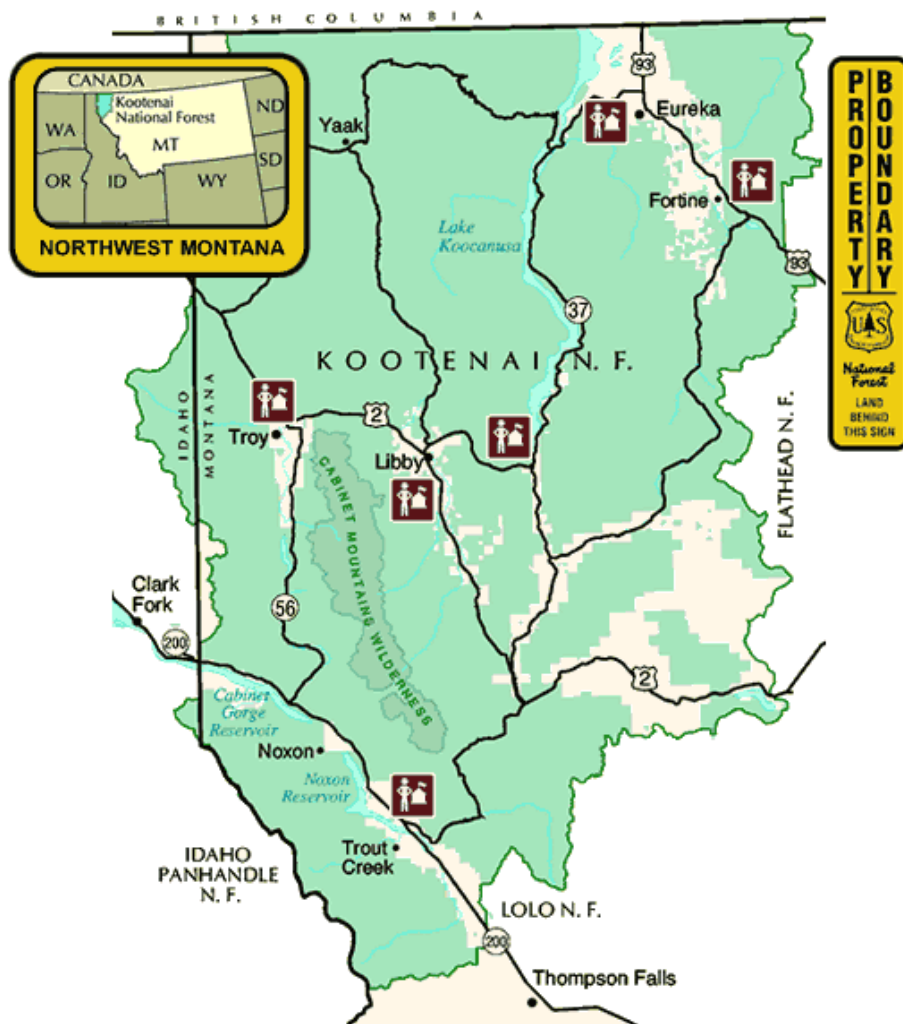 BRITISH COLUMBIA
CANADA
Kootenai
National Forest
WA
MT
ND
SD
OR
ID
WY
NORTHWEST MONTANA
93
Eureka
Yaak
Fortine
93
Lake
Koocanusa
37
KOOTENAI N.F.
IDAHO
MONTANA
2
Troy
Libby
CABINET MOUNTAINS WILDERNESS
FLATHEAD N. F.
56
Clark
Fork
200
2
Cabinet
Gorge
Reservoir
Noxon
Noxon
Reservoir
Trout
Creek
IDAHO
PANHANDLE
N. F.
LOLO N. F.
200
Thompson Falls
PROPERTY
BOUNDARY
US
National
Forest
LAND
BEHIND
THIS SIGN